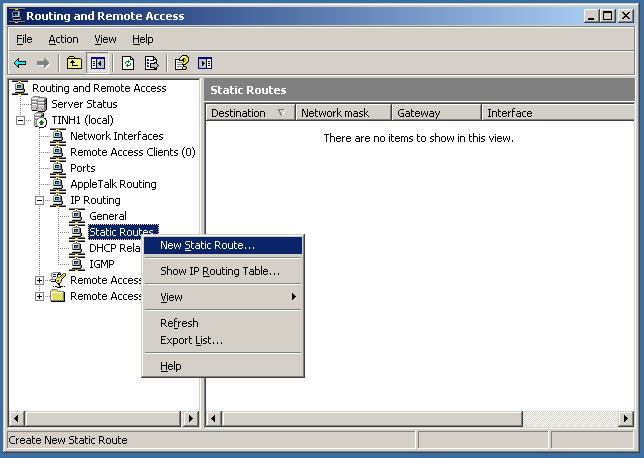 Routing and Remote Access
File Action View Help
Routing and Remote Access
Server Status
TINH1 (local)
Network Interfaces
Remote Access Clients (0)
Ports
AppleTalk Routing
IP Routing
General
Static Routes
DHCP Rela
IGMP
Remote Access
Remote Access
Static Routes
Destination Network mask Gateway Interface
There are no items to show in this view.
New Static Route...
Show IP Routing Table...
View
Refresh
Export List...
Help
Create New Static Route